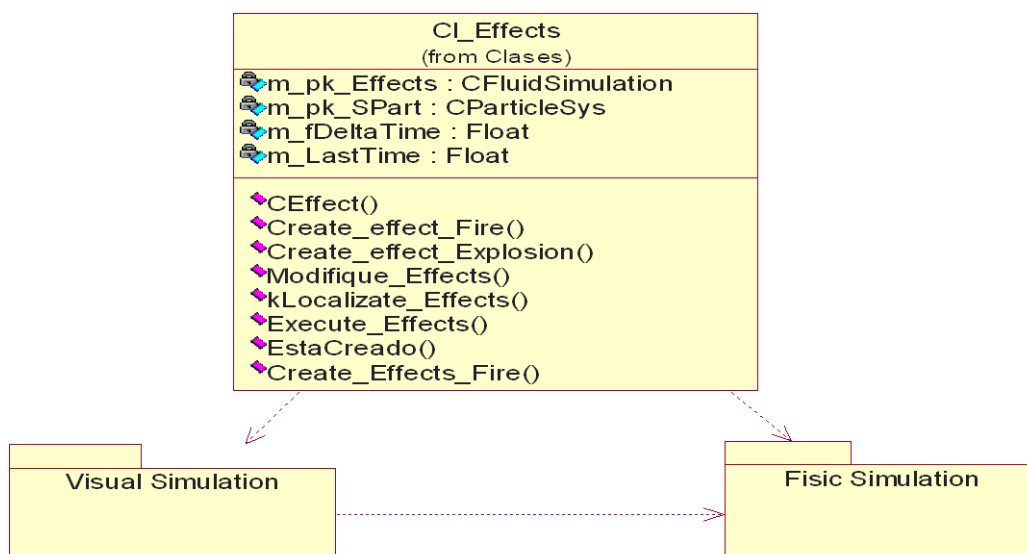 Cl_Effects
(from Clases)
m_pk_Effects : CFluidSimulation
m_pk_SPart : CParticleSys
m_fDeltaTime : Float
m_LastTime : Float
CEffect()
Create_effect_Fire()
Create_effect_Explosion()
Modifique_Effects()
kLocalizate_Effects()
Execute_Effects()
EstaCreado()
Create_Effects_Fire()
Visual Simulation
Fisic Simulation